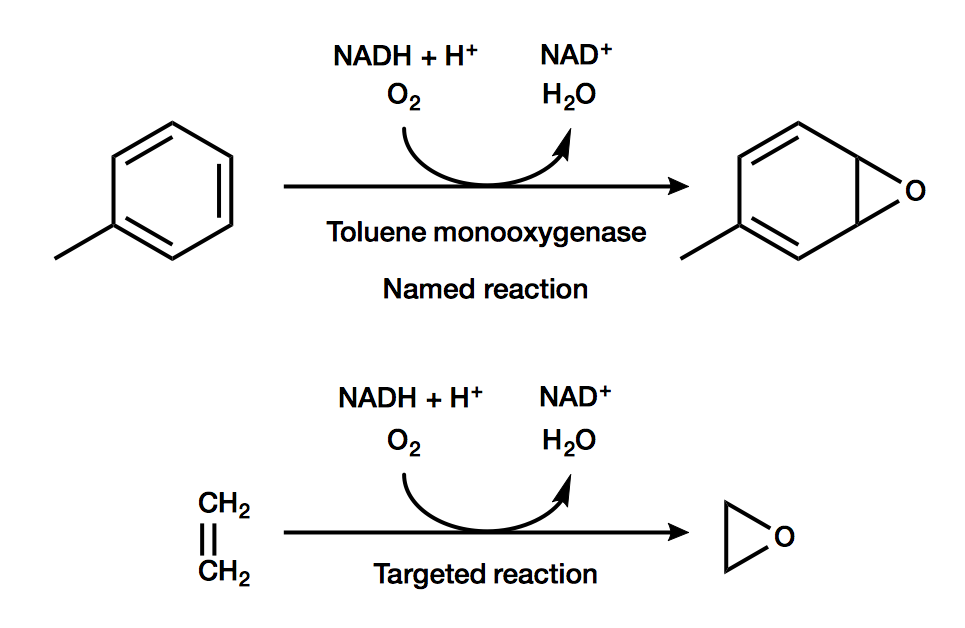 NADH + H⁺ NAD⁺
O₂ H₂O
O
Toluene monooxygenase
Named reaction
NADH + H⁺ NAD⁺
O₂ H₂O
CH₂
O
CH₂
Targeted reaction